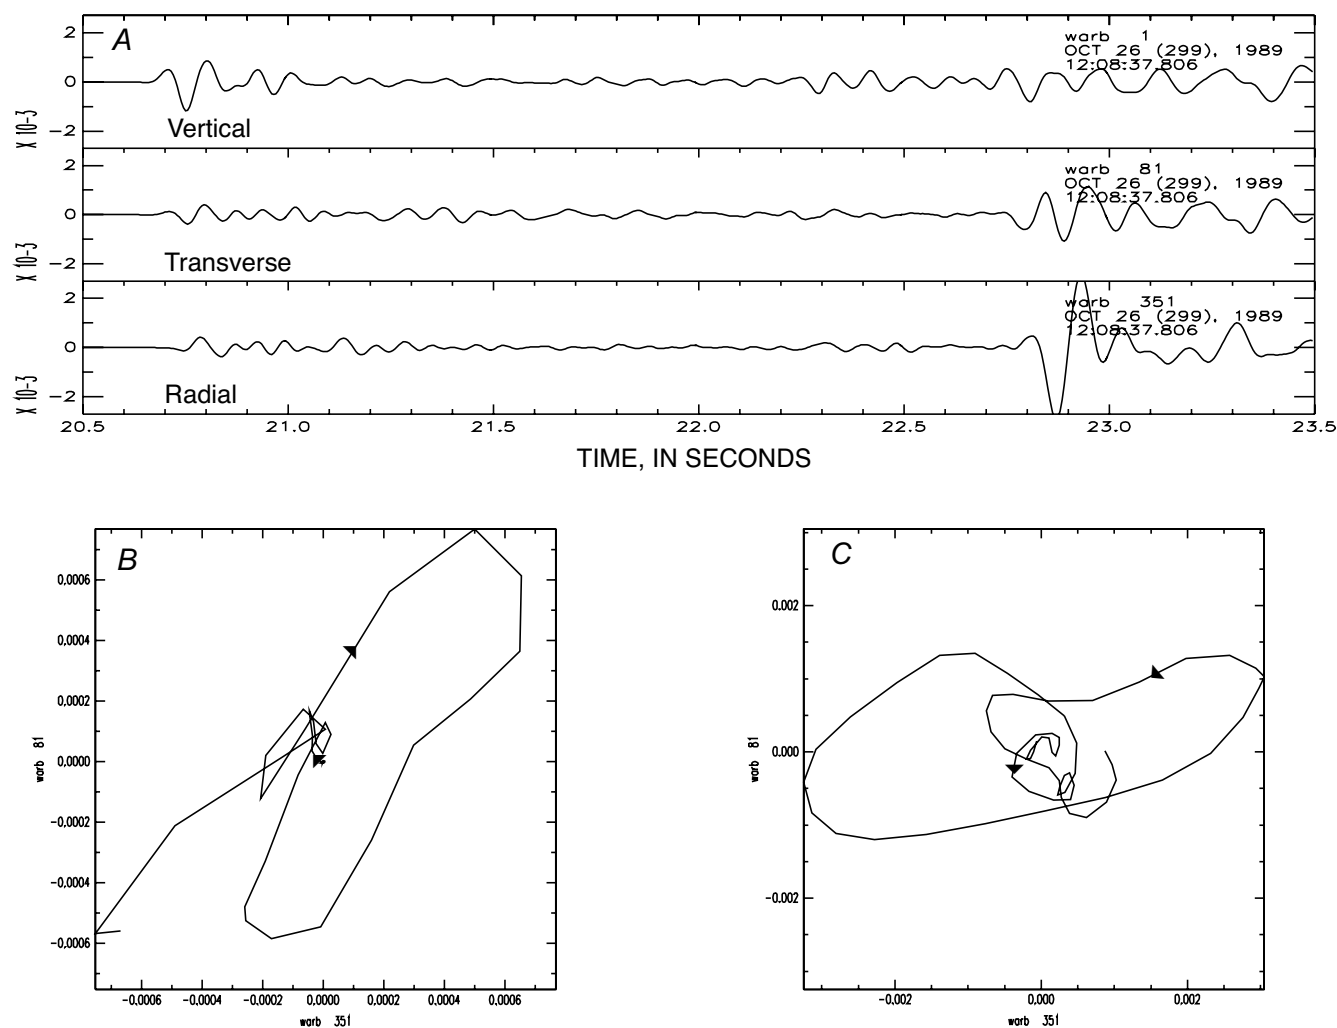 A
2
0
−2
X 10-3
Vertical
warb 1
OCT 26 (299), 1989
12:08:37.806
2
0
−2
X 10-3
Transverse
warb 81
OCT 26 (299), 1989
12:08:37.806
2
0
−2
X 10-3
Radial
warb 351
OCT 26 (299), 1989
12:08:37.806
20.5 21.0 21.5 22.0 22.5 23.0 23.5
TIME, IN SECONDS
B
0.0006
0.0004
0.0002
0.0000
−0.0002
−0.0004
−0.0006
warb 81
−0.0006 −0.0004 −0.0002 0.0000 0.0002 0.0004 0.0006
warb 351
C
0.002
0.000
−0.002
warb 81
−0.002 0.000 0.002
warb 351